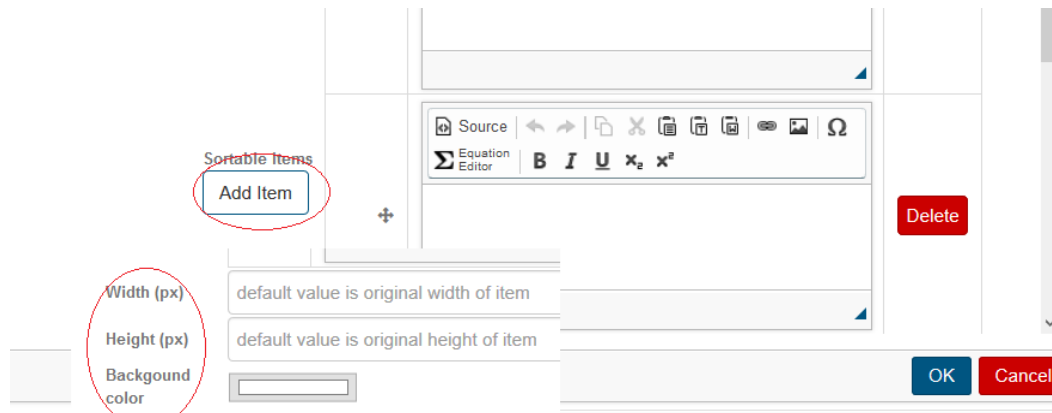 Source
Ω
Σ Equation Editor B I U x₂ x²
Sortable Items
Add Item
Delete
Width (px) default value is original width of item
Height (px) default value is original height of item
Backgound
color
OK Cancel